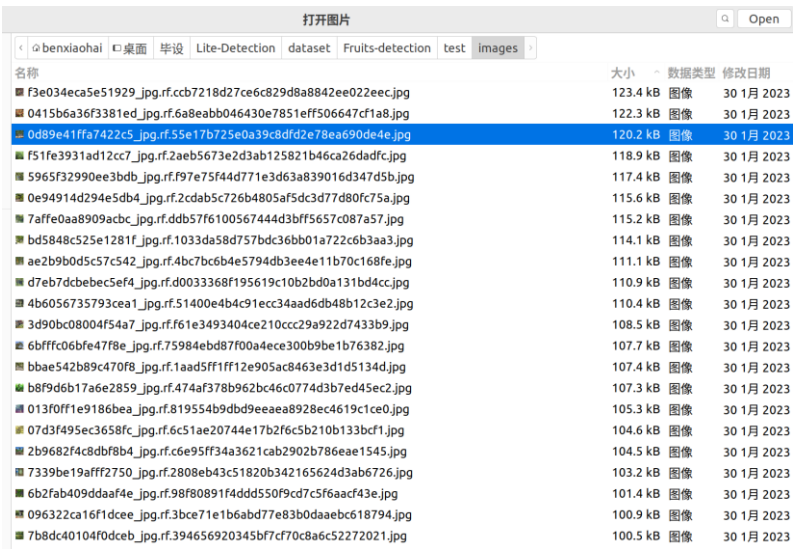 打开图片
Open
benxiaohai 桌面 毕设 Lite-Detection dataset Fruits-detection test images
名称 大小 数据类型 修改日期
f3e034eca5e51929_jpg.rf.ccb7218d27ce6c829d8a8842ee022eec.jpg 123.4 kB 图像 30 1月 2023
0415b6a36f3381ed_jpg.rf.6a8eabb046430e7851eff506647cf1a8.jpg 122.3 kB 图像 30 1月 2023
0d89e41ffa7422c5_jpg.rf.55e17b725e0a39c8dfd2e78ea690de4e.jpg 120.2 kB 图像 30 1月 2023
f51fe3931ad12cc7_jpg.rf.2aeb5673e2d3ab125821b46ca26dadfc.jpg 118.9 kB 图像 30 1月 2023
5965f32990ee3bdb_jpg.rf.f97e75f44d771e3d63a839016d347d5b.jpg 117.4 kB 图像 30 1月 2023
0e94914d294e5db4_jpg.rf.2cdab5c726b4805af5dc3d77d80fc75a.jpg 115.6 kB 图像 30 1月 2023
7affe0aa8909acbc_jpg.rf.ddb57f6100567444d3bff5657c087a57.jpg 115.2 kB 图像 30 1月 2023
bd5848c525e1281f_jpg.rf.1033da58d757bdc36bb01a722c6b3aa3.jpg 114.1 kB 图像 30 1月 2023
ae2b9b0d5c57c542_jpg.rf.4bc7bc6b4e5794db3ee4e11b70c168fe.jpg 111.1 kB 图像 30 1月 2023
d7eb7dcbebec5ef4_jpg.rf.d0033368f195619c10b2bd0a131bd4cc.jpg 110.9 kB 图像 30 1月 2023
4b6056735793cea1_jpg.rf.51400e4b4c91ecc34aad6db48b12c3e2.jpg 110.4 kB 图像 30 1月 2023
3d90bc08004f54a7_jpg.rf.f61e3493404ce210ccc29a922d7433b9.jpg 108.5 kB 图像 30 1月 2023
6bfffc06bfe47f8e_jpg.rf.75984ebd87f00a4ece300b9be1b76382.jpg 107.7 kB 图像 30 1月 2023
bbae542b89c470f8_jpg.rf.1aad5ff1ff12e905ac8463e3d1d5134d.jpg 107.4 kB 图像 30 1月 2023
b8f9d6b17a6e2859_jpg.rf.474af378b962bc46c0774d3b7ed45ec2.jpg 107.3 kB 图像 30 1月 2023
013f0ff1e9186bea_jpg.rf.819554b9dbd9eeaea8928ec4619c1ce0.jpg 105.3 kB 图像 30 1月 2023
07d3f495ec3658fc_jpg.rf.6c51ae20744e17b2f6c5b210b133bcf1.jpg 104.6 kB 图像 30 1月 2023
2b9682f4c8dbf8b4_jpg.rf.c6e95ff34a3621cab2902b786eae1545.jpg 104.5 kB 图像 30 1月 2023
7339be19afff2750_jpg.rf.2808eb43c51820b342165624d3ab6726.jpg 103.2 kB 图像 30 1月 2023
6b2fab409ddaaf4e_jpg.rf.98f80891f4ddd550f9cd7c5f6aacf43e.jpg 101.4 kB 图像 30 1月 2023
096322ca16f1dcee_jpg.rf.3bce71e1b6abd77e83b0daaebc618794.jpg 100.9 kB 图像 30 1月 2023
7b8dc40104f0dceb_jpg.rf.394656920345bf7cf70c8a6c52272021.jpg 100.5 kB 图像 30 1月 2023